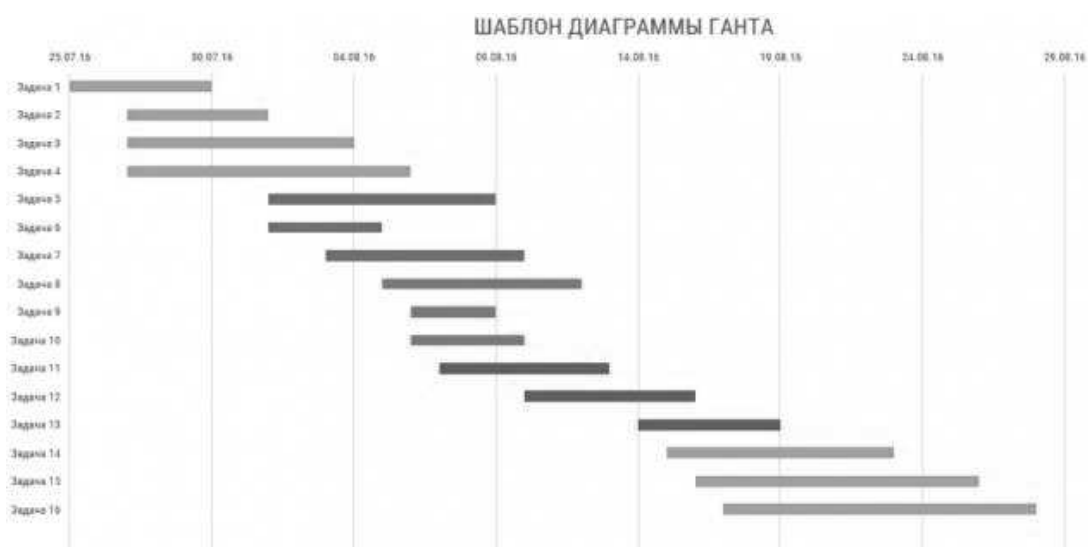 ШАБЛОН ДИАГРАММЫ ГАНТА
25.07.16 30.07.16 04.08.16 09.08.16 14.08.16 19.08.16 24.08.16 29.08.16
Задача 1
Задача 2
Задача 3
Задача 4
Задача 5
Задача 6
Задача 7
Задача 8
Задача 9
Задача 10
Задача 11
Задача 12
Задача 13
Задача 14
Задача 15
Задача 16